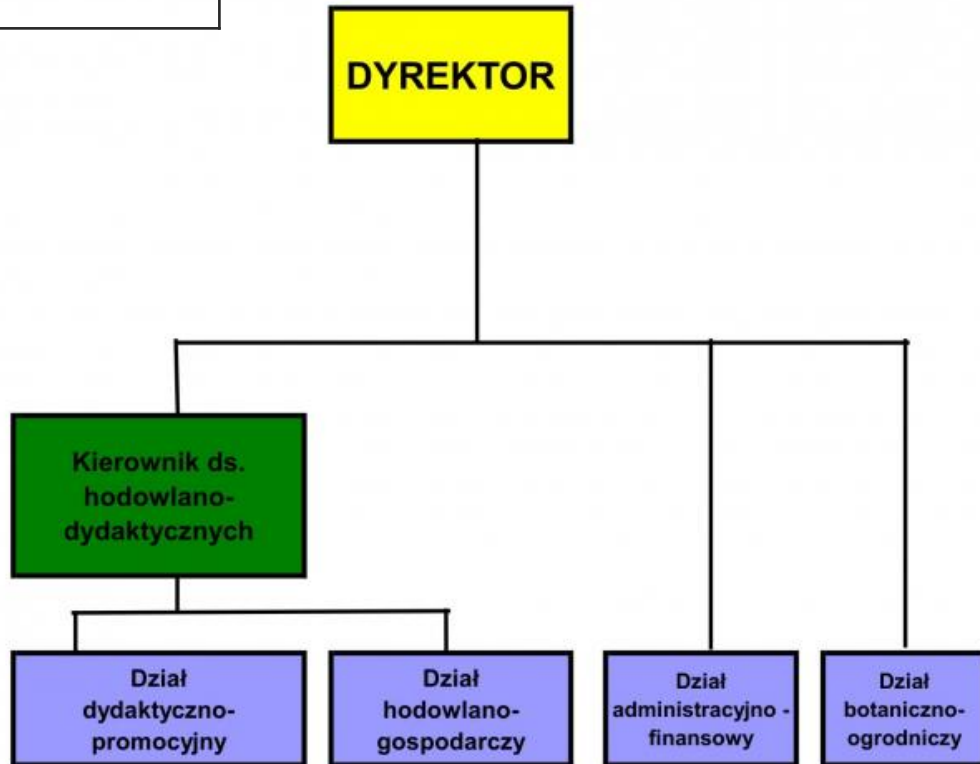 DYREKTOR
Kierownik ds.
hodowlano-
dydaktycznych
Dział
dydaktyczno-
promocyjny
Dział
hodowlano-
gospodarczy
Dział
administracyjno -
finansowy
Dział
botaniczno-
ogrodniczy